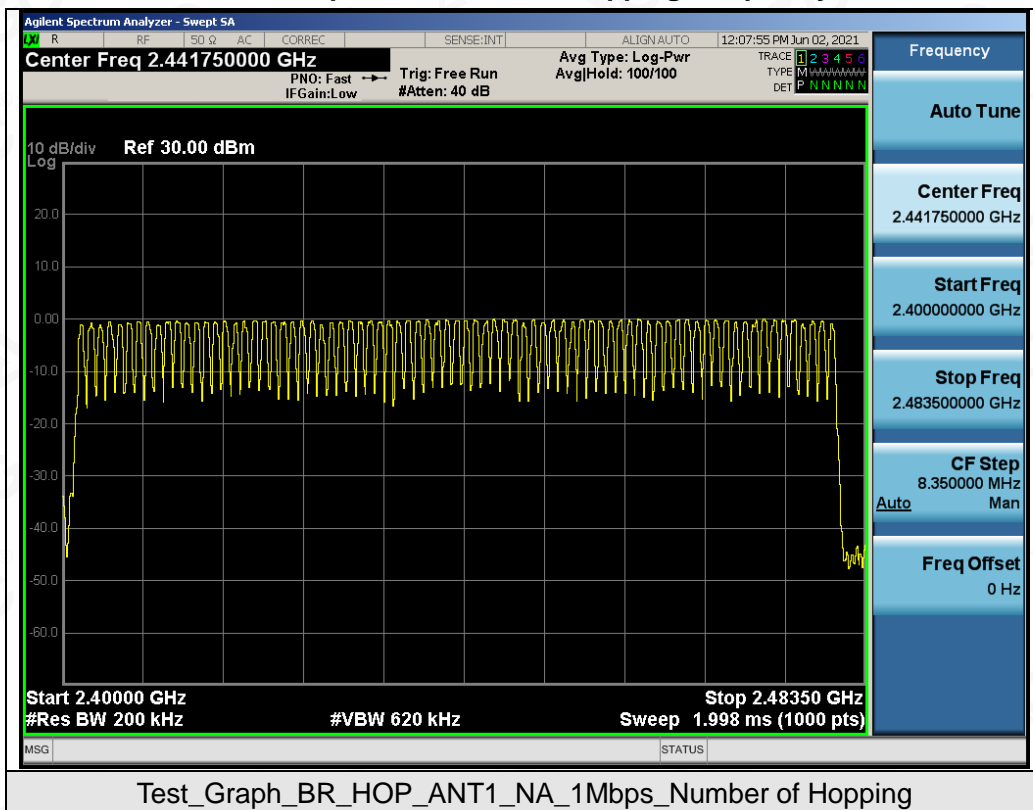 Agilent Spectrum Analyzer - Swept SA
LXI R RF 50 Ω AC CORREC SENSE:INT ALIGN AUTO 12:07:55 PM Jun 02, 2021
Center Freq 2.441750000 GHz
PNO: Fast
IFGain:Low
Trig: Free Run
#Atten: 40 dB
Avg Type: Log-Pwr
Avg|Hold: 100/100
TRACE 1 2 3 4 5 6
TYPE M WWWWW
DET P N N N N N
10 dB/div Ref 30.00 dBm
Log
20.0
10.0
0.00
-10.0
-20.0
-30.0
-40.0
-50.0
-60.0
Start 2.40000 GHz Stop 2.48350 GHz
#Res BW 200 kHz #VBW 620 kHz Sweep 1.998 ms (1000 pts)
MSG STATUS
Frequency
Auto Tune
Center Freq
2.441750000 GHz
Start Freq
2.400000000 GHz
Stop Freq
2.483500000 GHz
CF Step
8.350000 MHz
Auto Man
Freq Offset
0 Hz
Test_Graph_BR_HOP_ANT1_NA_1Mbps_Number of Hopping